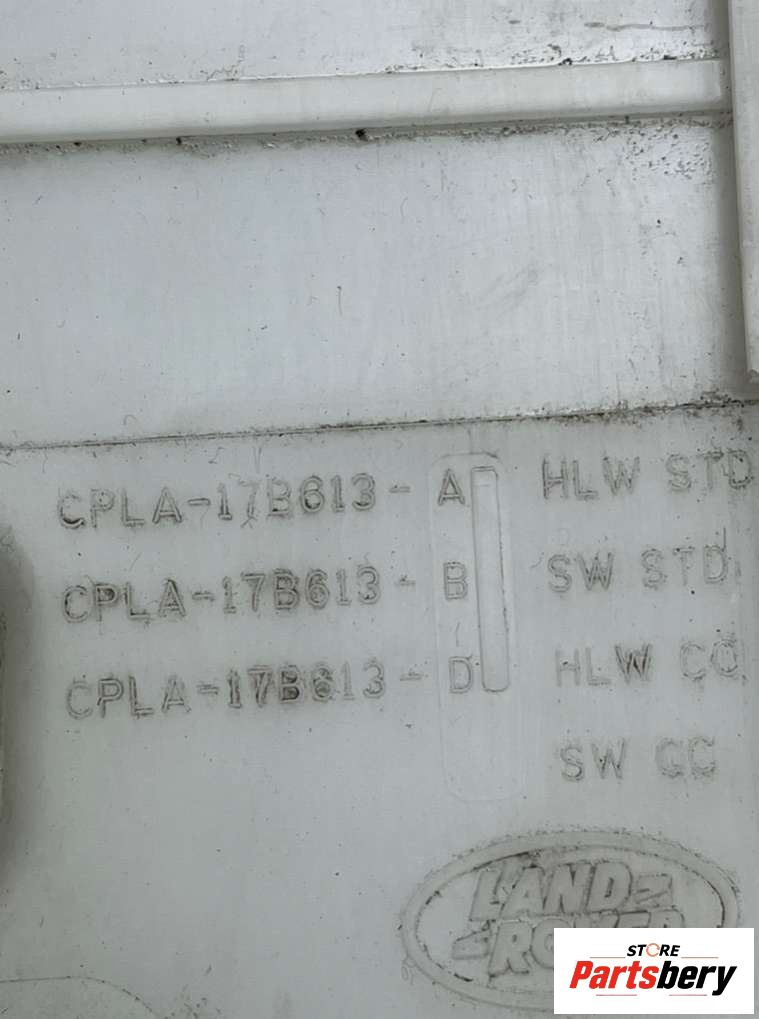 CPLA-17B613- A HLW STD
CPLA-17B613- B SW STD
CPLA-17B613- D HLW CC
SW CC
LAND
ROVER
STORE
Partsbery